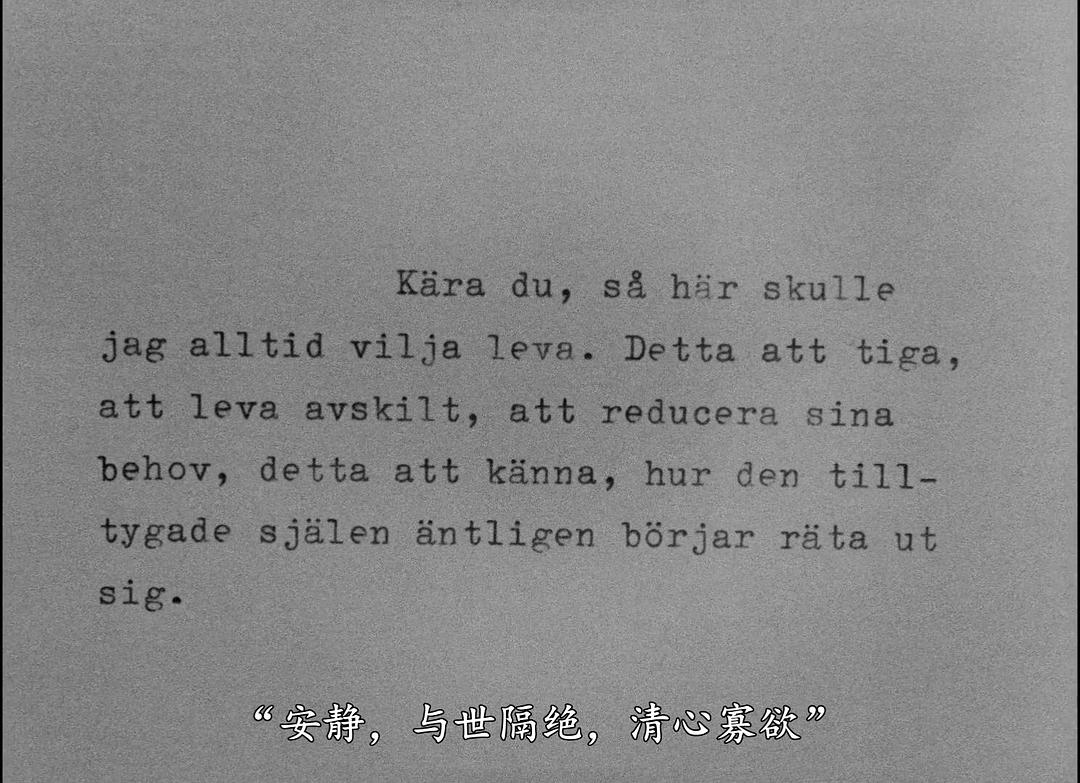 Kära du, så här skulle
jag alltid vilja leva. Detta att tiga,
att leva avskilt, att reducera sina
behov, detta att känna, hur den till-
tygade själen äntligen börjar räta ut
sig.
“安静，与世隔绝，清心寡欲”